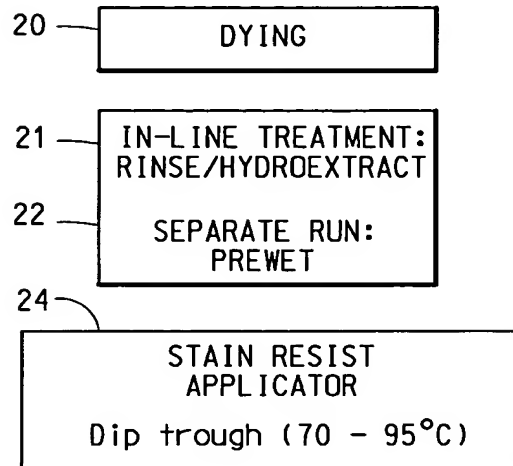 20
DYING
21
IN-LINE TREATMENT:
RINSE/HYDROEXTRACT
22
SEPARATE RUN:
PREWET
24
STAIN RESIST
APPLICATOR
Dip trough (70 - 95°C)